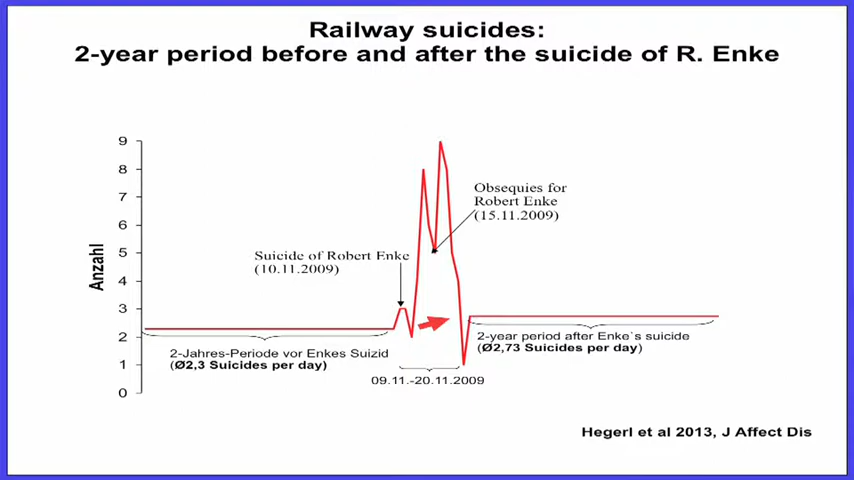 Railway suicides:
2-year period before and after the suicide of R. Enke
9
8
7
6
5
4
3
2
1
0
Anzahl
Obsequies for
Robert Enke
(15.11.2009)
Suicide of Robert Enke
(10.11.2009)
2-Jahres-Periode vor Enkes Suizid
(Ø2,3 Suicides per day)
09.11.-20.11.2009
2-year period after Enke`s suicide
(Ø2,73 Suicides per day)
Hegerl et al 2013, J Affect Dis